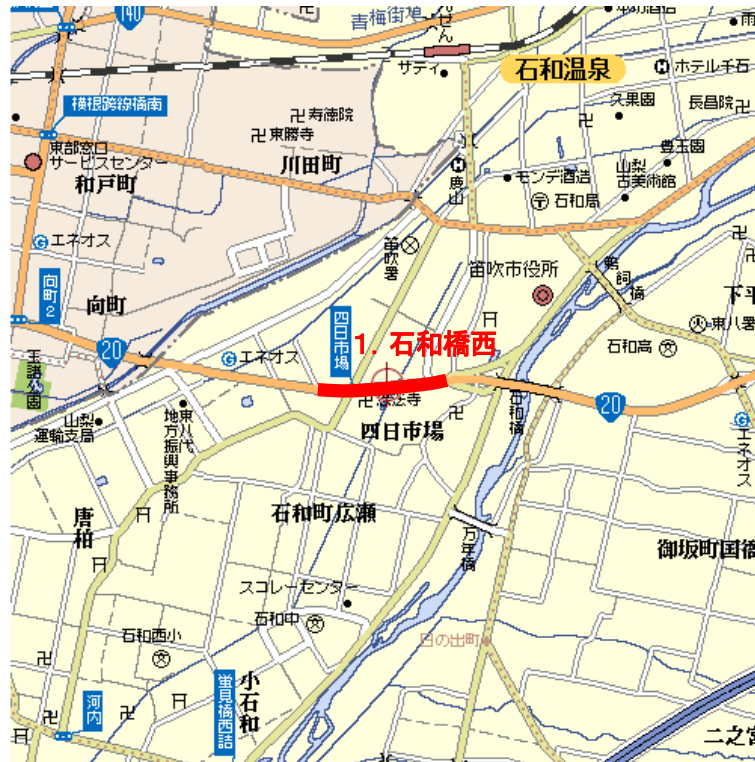 140
青梅街道
サティ
石和温泉
ホテル千石
久果園
長昌院
横根跨線橋南
寿徳院
東勝寺
東部窓口
サービスセンター
和戸町
川田町
鹿山
モンデ酒造
豊玉園
山梨
古美術館
石和局
エネオス
笛吹署
笛吹市役所
鵜飼橋
下平
向町2
向町
四日市場
1. 石和橋西
石和高
東八署
20
エネオス
玉諸公園
石和橋
20
山梨
運輸支局
東八代
地方振興事務所
四日市場
エネオス
唐柏
石和町広瀬
万年橋
御坂町国衙
スコレーセンター
石和中
石和西小
日の出町
小石和
蛍見橋西詰
河内
二之宮